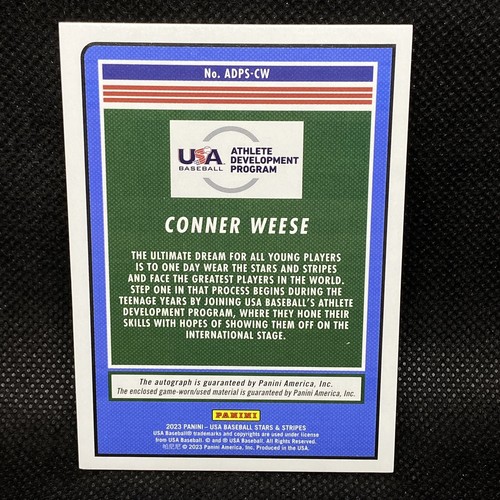 No. ADPS-CW
USA
BASEBALL
ATHLETE
DEVELOPMENT
PROGRAM
CONNER WEESE
THE ULTIMATE DREAM FOR ALL YOUNG PLAYERS
IS TO ONE DAY WEAR THE STARS AND STRIPES
AND FACE THE GREATEST PLAYERS IN THE WORLD.
STEP ONE IN THAT PROCESS BEGINS DURING THE
TEENAGE YEARS BY JOINING USA BASEBALL'S ATHLETE
DEVELOPMENT PROGRAM, WHERE THEY HONE THEIR
SKILLS WITH HOPES OF SHOWING THEM OFF ON THE
INTERNATIONAL STAGE.
The autograph is guaranteed by Panini America, Inc.
The enclosed game-worn/used material is guaranteed by Panini America, Inc.
PANINI
2023 PANINI - USA BASEBALL STARS & STRIPES
USA Baseball® trademarks and copyrights are used under license
from USA Baseball. © and ® USA Baseball. All Rights Reserved.
帕尼尼 © 2023 Panini America, Inc. Produced in the USA.